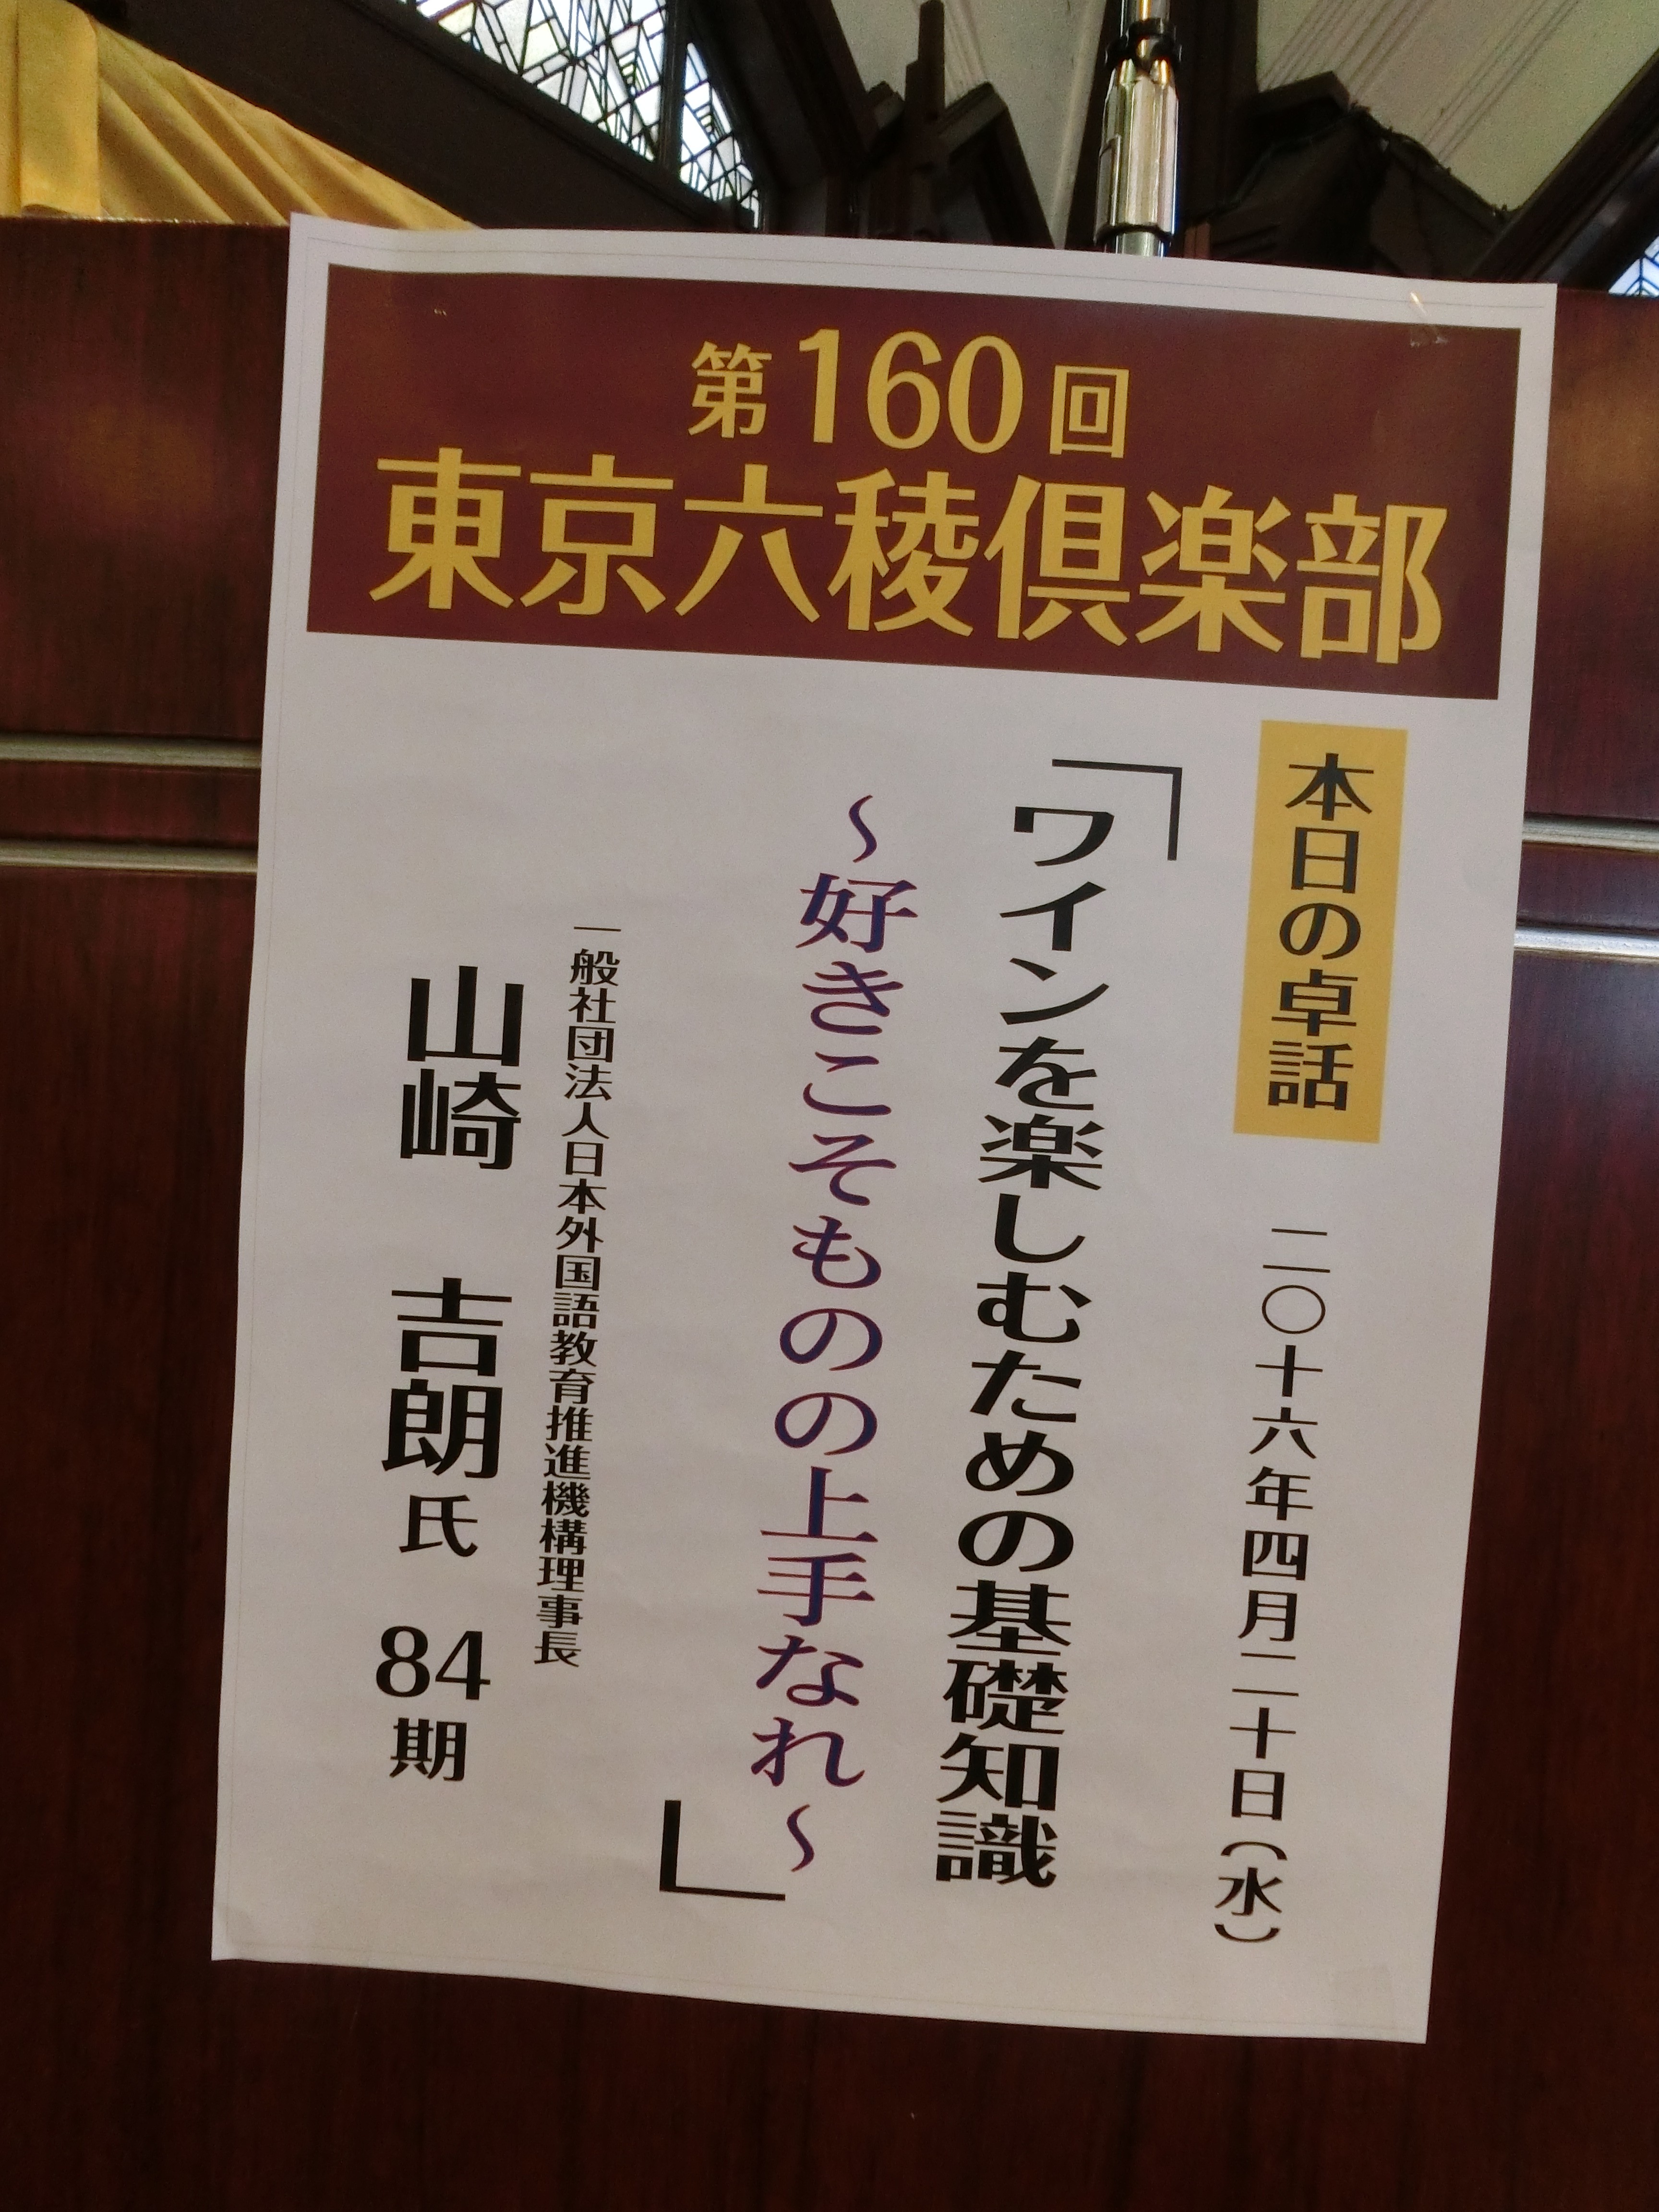 第160回
東京六稜倶楽部
本日の卓話
二〇十六年四月二十日(水)
「ワインを楽しむための基礎知識
～好きこそものの上手なれ～」
一般社団法人日本外国語教育推進機構理事長
山崎 吉朗氏 84期